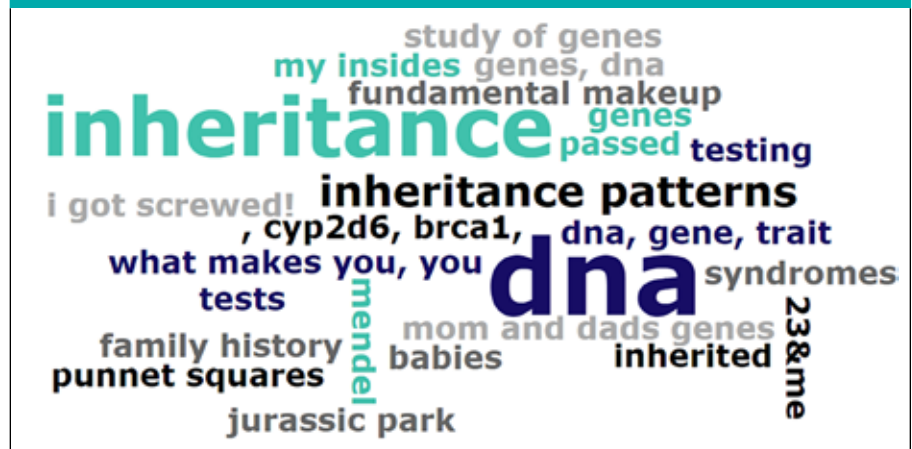 study of genes
my insides
genes, dna
fundamental makeup
inheritance
genes
passed
testing
inheritance patterns
i got screwed!
, cyp2d6, brca1,
dna, gene, trait
what makes you, you
dna
syndromes
tests
mendel
23&me
mom and dads genes
family history
babies
inherited
punnet squares
jurassic park